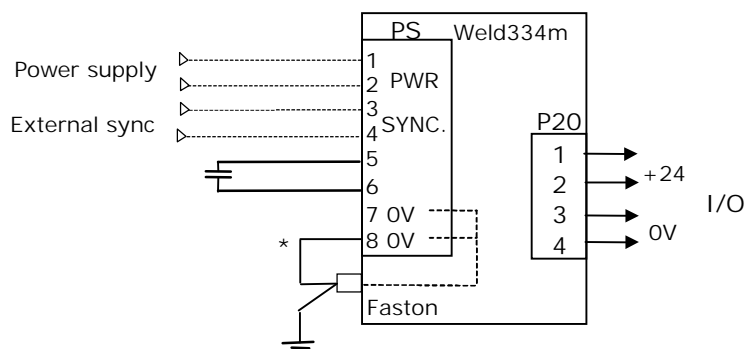 PS Weld334m
Power supply
1
2 PWR
External sync
3
4 SYNC.
5
6
7 0V
8 0V
*
Faston
P20
1
2 +24
3
4 0V
I/O